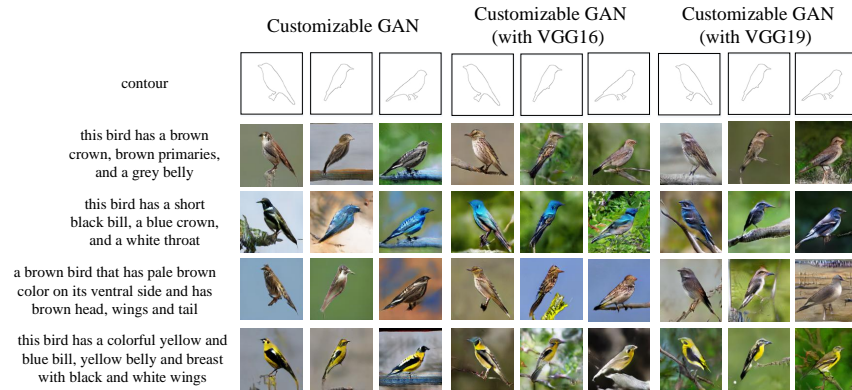 Customizable GAN
Customizable GAN
(with VGG16)
Customizable GAN
(with VGG19)
contour
this bird has a brown
crown, brown primaries,
and a grey belly
this bird has a short
black bill, a blue crown,
and a white throat
a brown bird that has pale brown
color on its ventral side and has
brown head, wings and tail
this bird has a colorful yellow and
blue bill, yellow belly and breast
with black and white wings